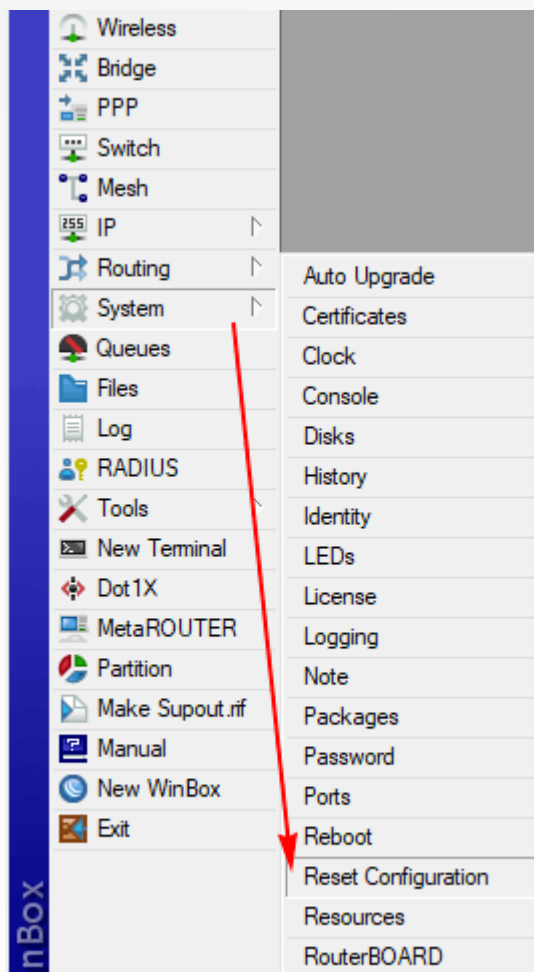 Wireless
Bridge
PPP
Switch
Mesh
255
IP
Routing
System
Queues
Files
Log
RADIUS
Tools
New Terminal
Dot1X
MetaROUTER
Partition
Make Supout.rif
Manual
New WinBox
Exit
Auto Upgrade
Certificates
Clock
Console
Disks
History
Identity
LEDs
License
Logging
Note
Packages
Password
Ports
Reboot
Reset Configuration
Resources
RouterBOARD
nBox